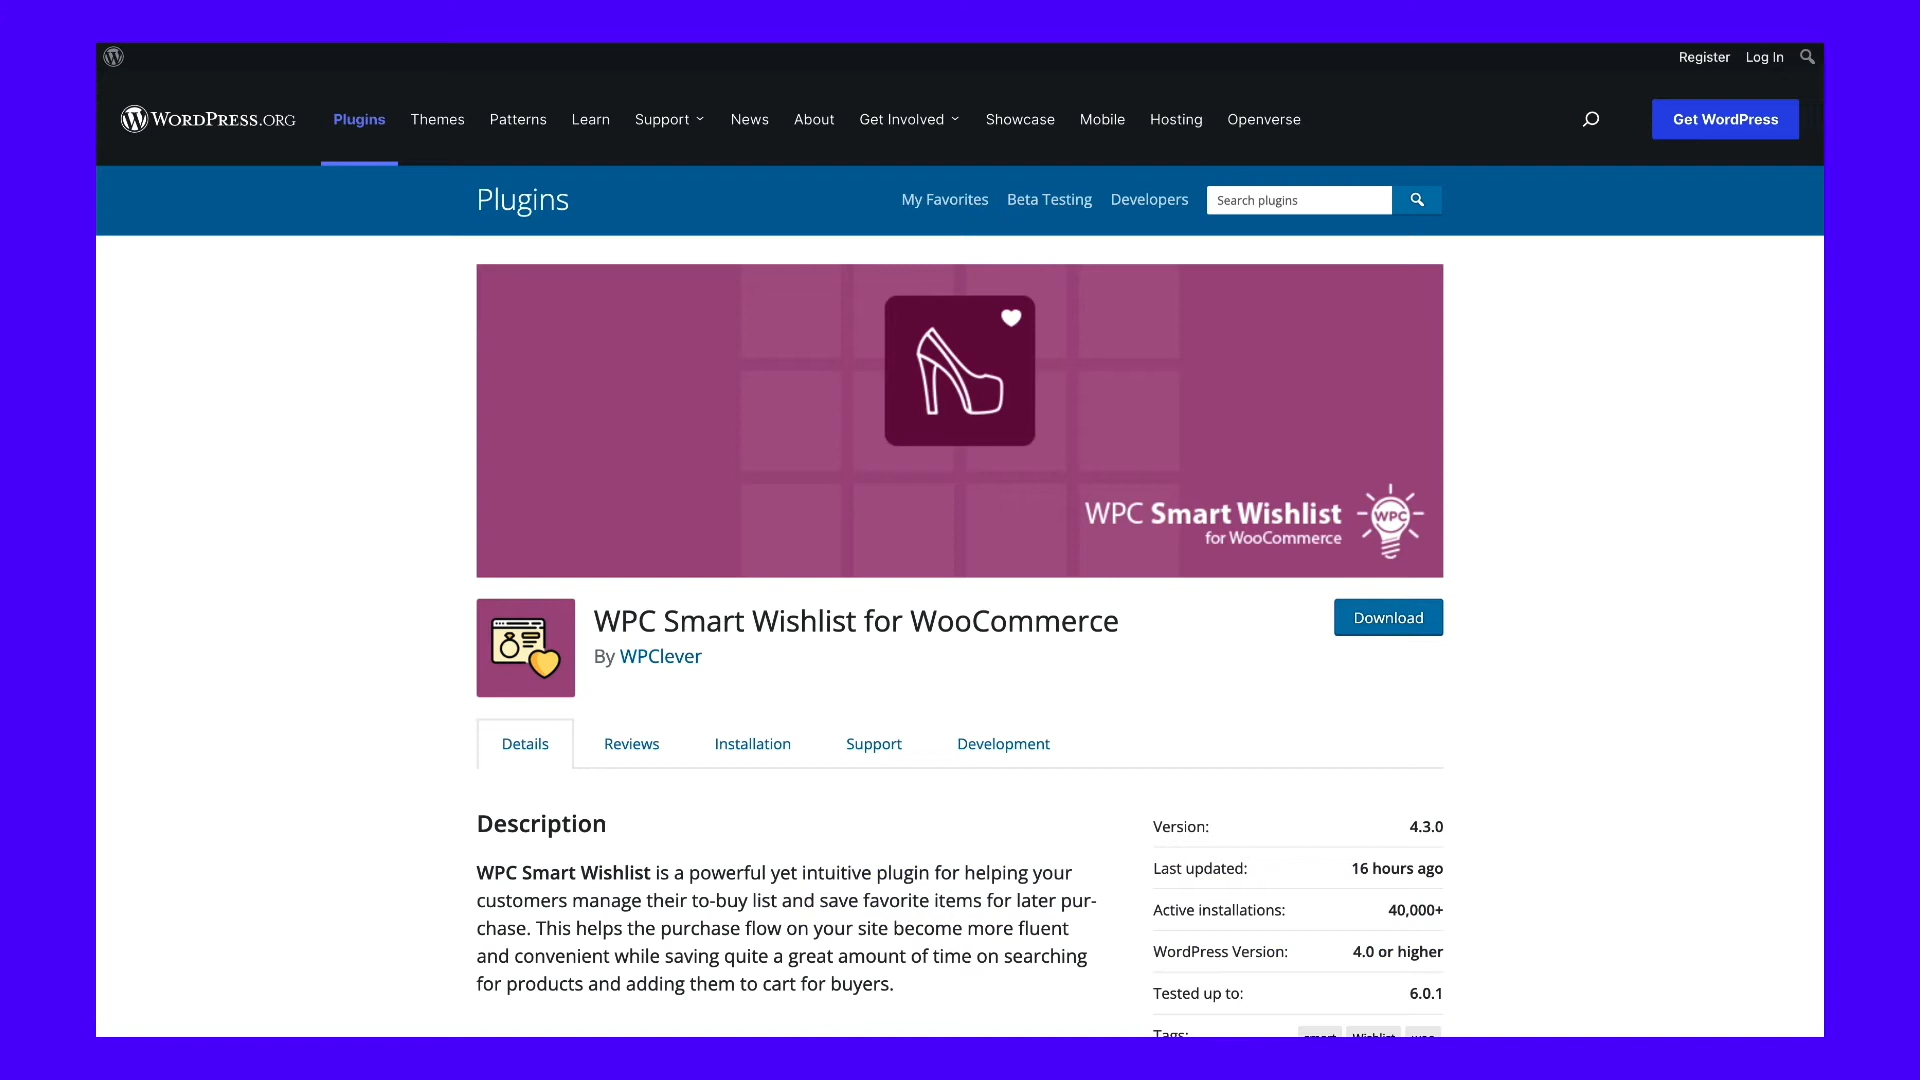 Register Log In
WORDPRESS.ORG Plugins Themes Patterns Learn Support News About Get Involved Showcase Mobile Hosting Openverse Get WordPress
Plugins My Favorites Beta Testing Developers Search plugins
WPC Smart Wishlist WPC
for WooCommerce
WPC Smart Wishlist for WooCommerce Download
By WPClever
Details Reviews Installation Support Development
Description
WPC Smart Wishlist is a powerful yet intuitive plugin for helping your
customers manage their to-buy list and save favorite items for later pur-
chase. This helps the purchase flow on your site become more fluent
and convenient while saving quite a great amount of time on searching
for products and adding them to cart for buyers.
Version: 4.3.0
Last updated: 16 hours ago
Active installations: 40,000+
WordPress Version: 4.0 or higher
Tested up to: 6.0.1
Tags: smart Wishlist woo